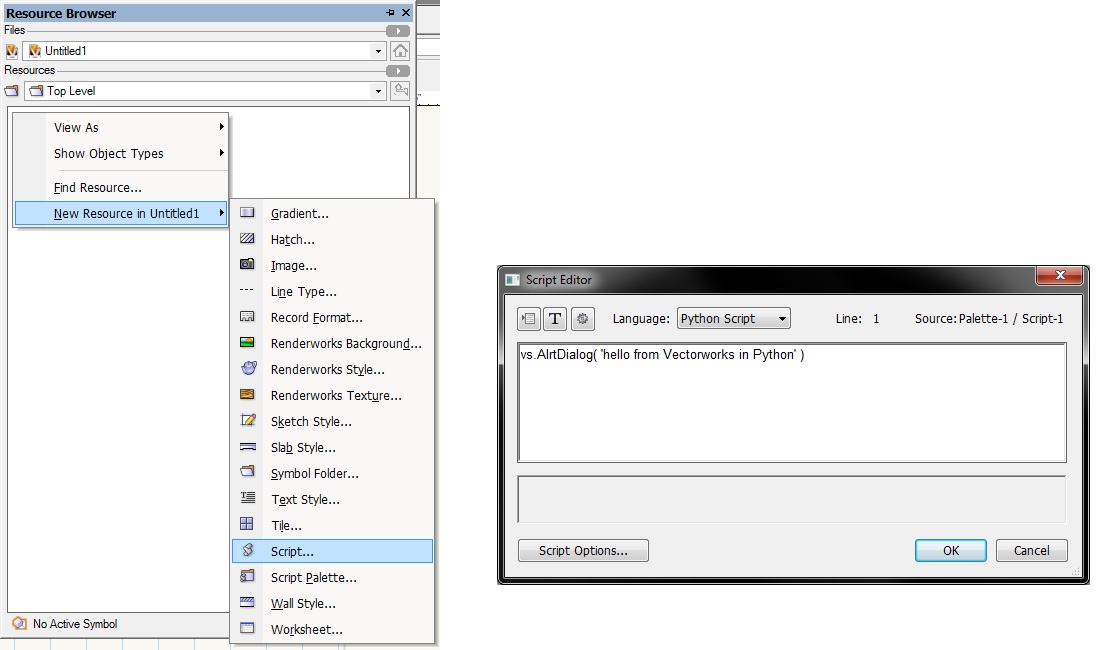 Resource Browser
Files
Untitled1
Resources
Top Level
View As
Show Object Types
Find Resource...
New Resource in Untitled1
Gradient...
Hatch...
Image...
Line Type...
Record Format...
Renderworks Background...
Renderworks Style...
Renderworks Texture...
Sketch Style...
Slab Style...
Symbol Folder...
Text Style...
Tile...
Script...
Script Palette...
Wall Style...
Worksheet...
No Active Symbol
Script Editor
T Language: Python Script Line: 1 Source: Palette-1 / Script-1
vs.AlrtDialog( 'hello from Vectorworks in Python' )
Script Options... OK Cancel